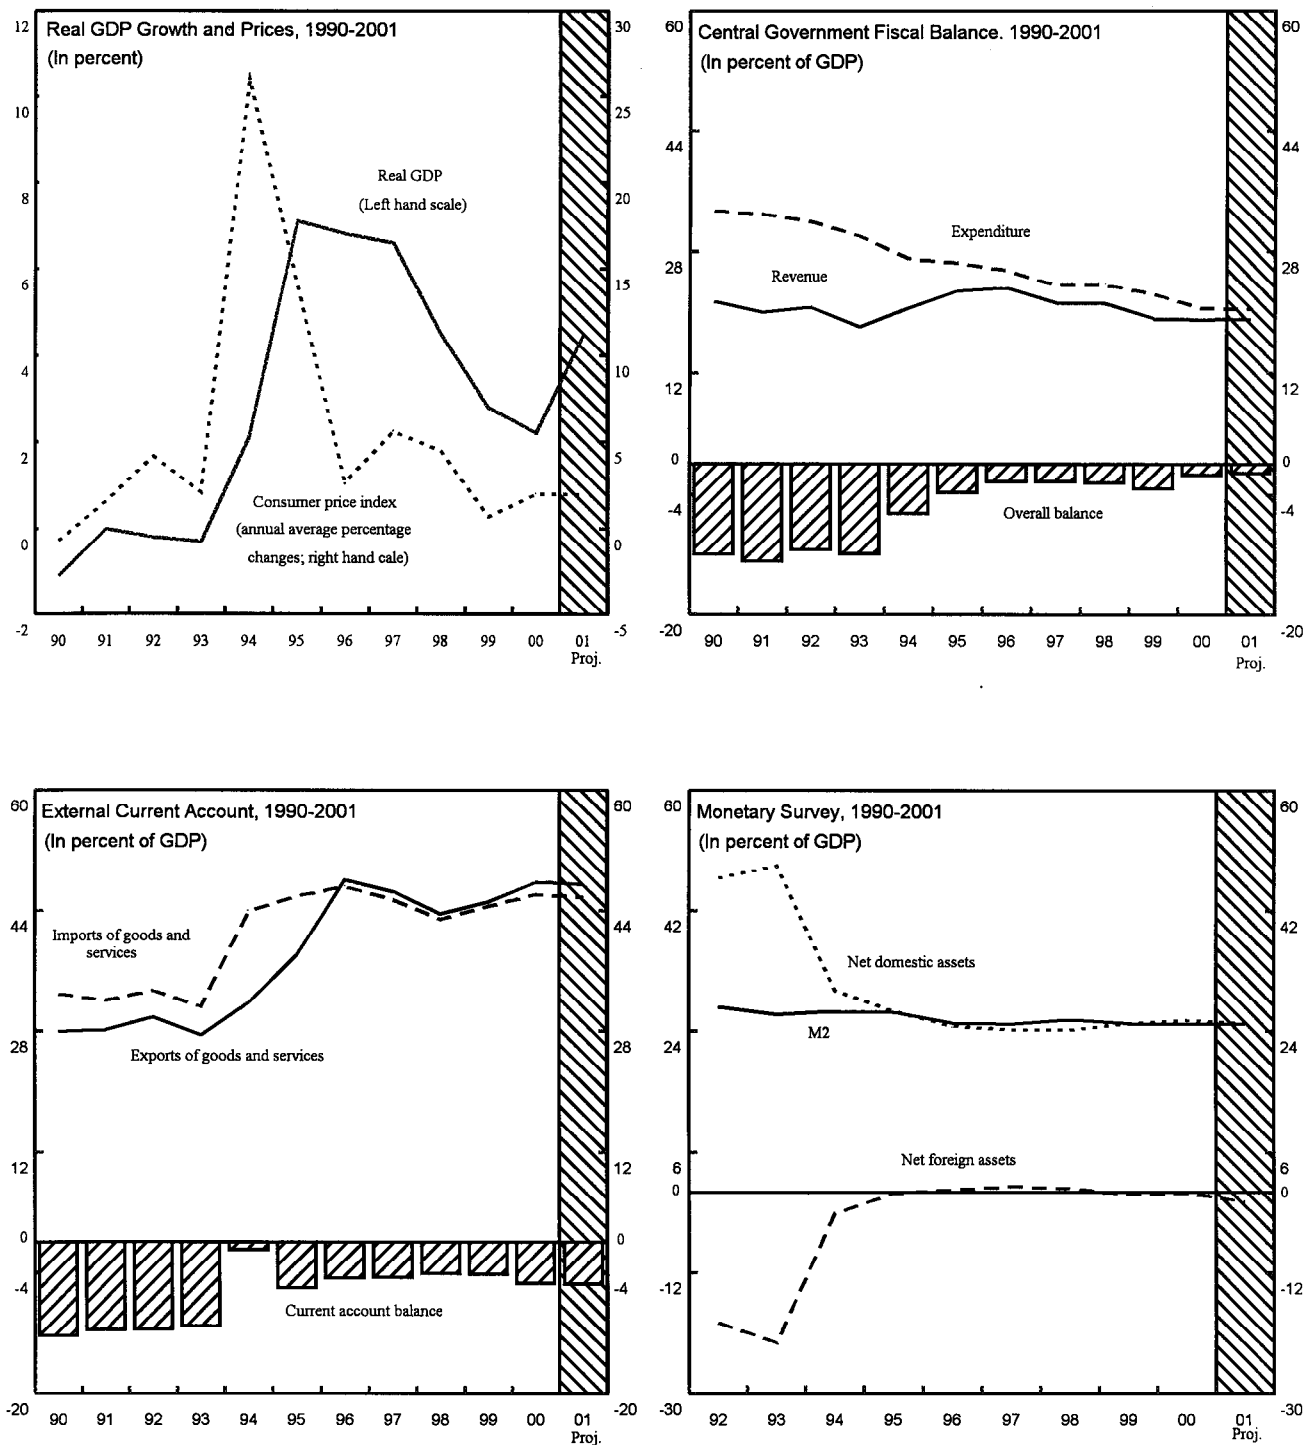 Real GDP Growth and Prices, 1990-2001
(In percent)
12
10
8
6
4
2
0
-2
30
25
20
15
10
5
0
-5
Real GDP
(Left hand scale)
Consumer price index
(annual average percentage
changes; right hand cale)
90 91 92 93 94 95 96 97 98 99 00 01
Proj.
Central Government Fiscal Balance. 1990-2001
(In percent of GDP)
60
44
28
12
0
-4
-20
60
44
28
12
0
-4
-20
Expenditure
Revenue
Overall balance
90 91 92 93 94 95 96 97 98 99 00 01
Proj.
External Current Account, 1990-2001
(In percent of GDP)
60
44
28
12
0
-4
-20
60
44
28
12
0
-4
-20
Imports of goods and
services
Exports of goods and services
Current account balance
90 91 92 93 94 95 96 97 98 99 00 01
Proj.
Monetary Survey, 1990-2001
(In percent of GDP)
60
42
24
6
0
-12
-30
60
42
24
6
0
-12
-30
Net domestic assets
M2
Net foreign assets
92 93 94 95 96 97 98 99 00 01
Proj.